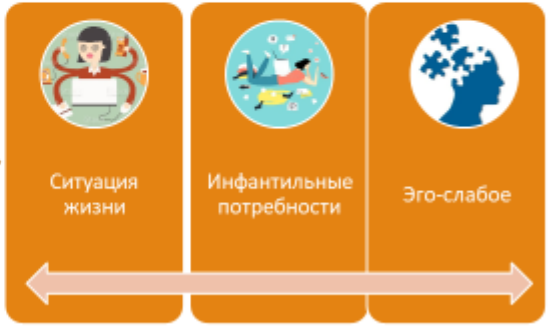 Ситуация
жизни
Инфантильные
потребности
Эго-слабое